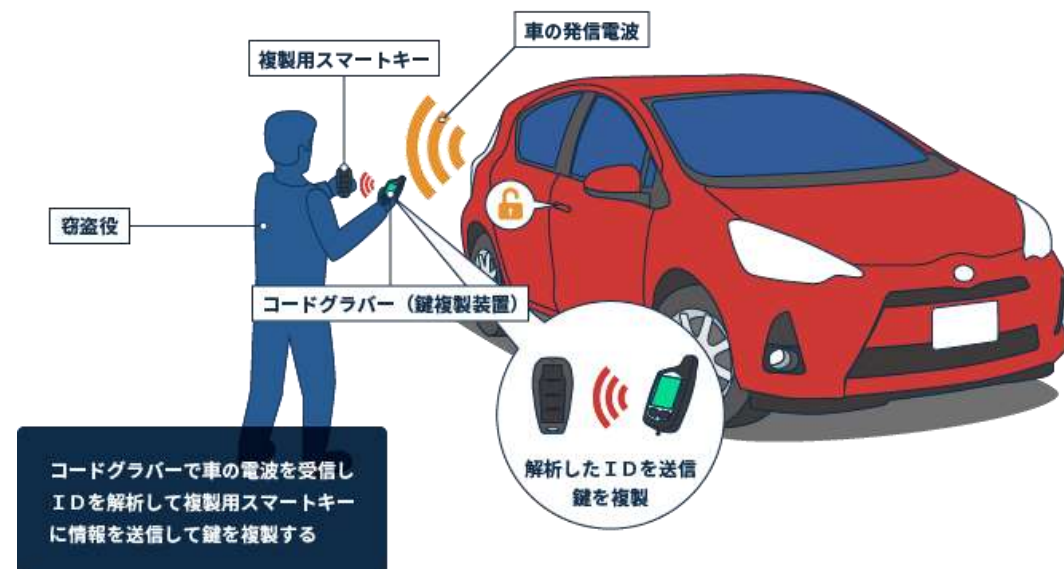 車の発信電波
複製用スマートキー
窃盗役
コードグラバー（鍵複製装置）
解析したＩＤを送信
鍵を複製
コードグラバーで車の電波を受信し
ＩＤを解析して複製用スマートキー
に情報を送信して鍵を複製する